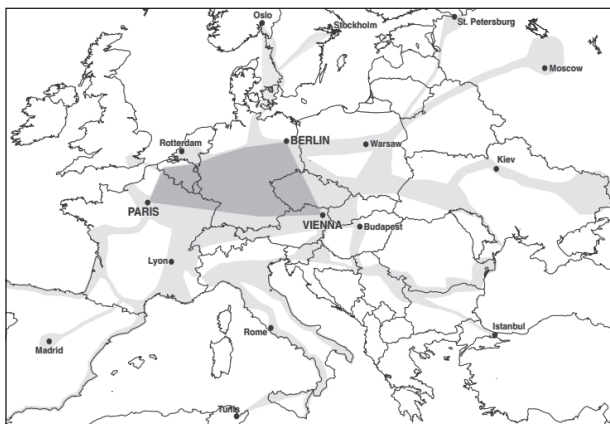 Oslo
Stockholm
St. Petersburg
Moscow
Rotterdam
BERLIN
Warsaw
Kiev
PARIS
VIENNA
Budapest
Lyon
Rome
Istanbul
Madrid
Tunis